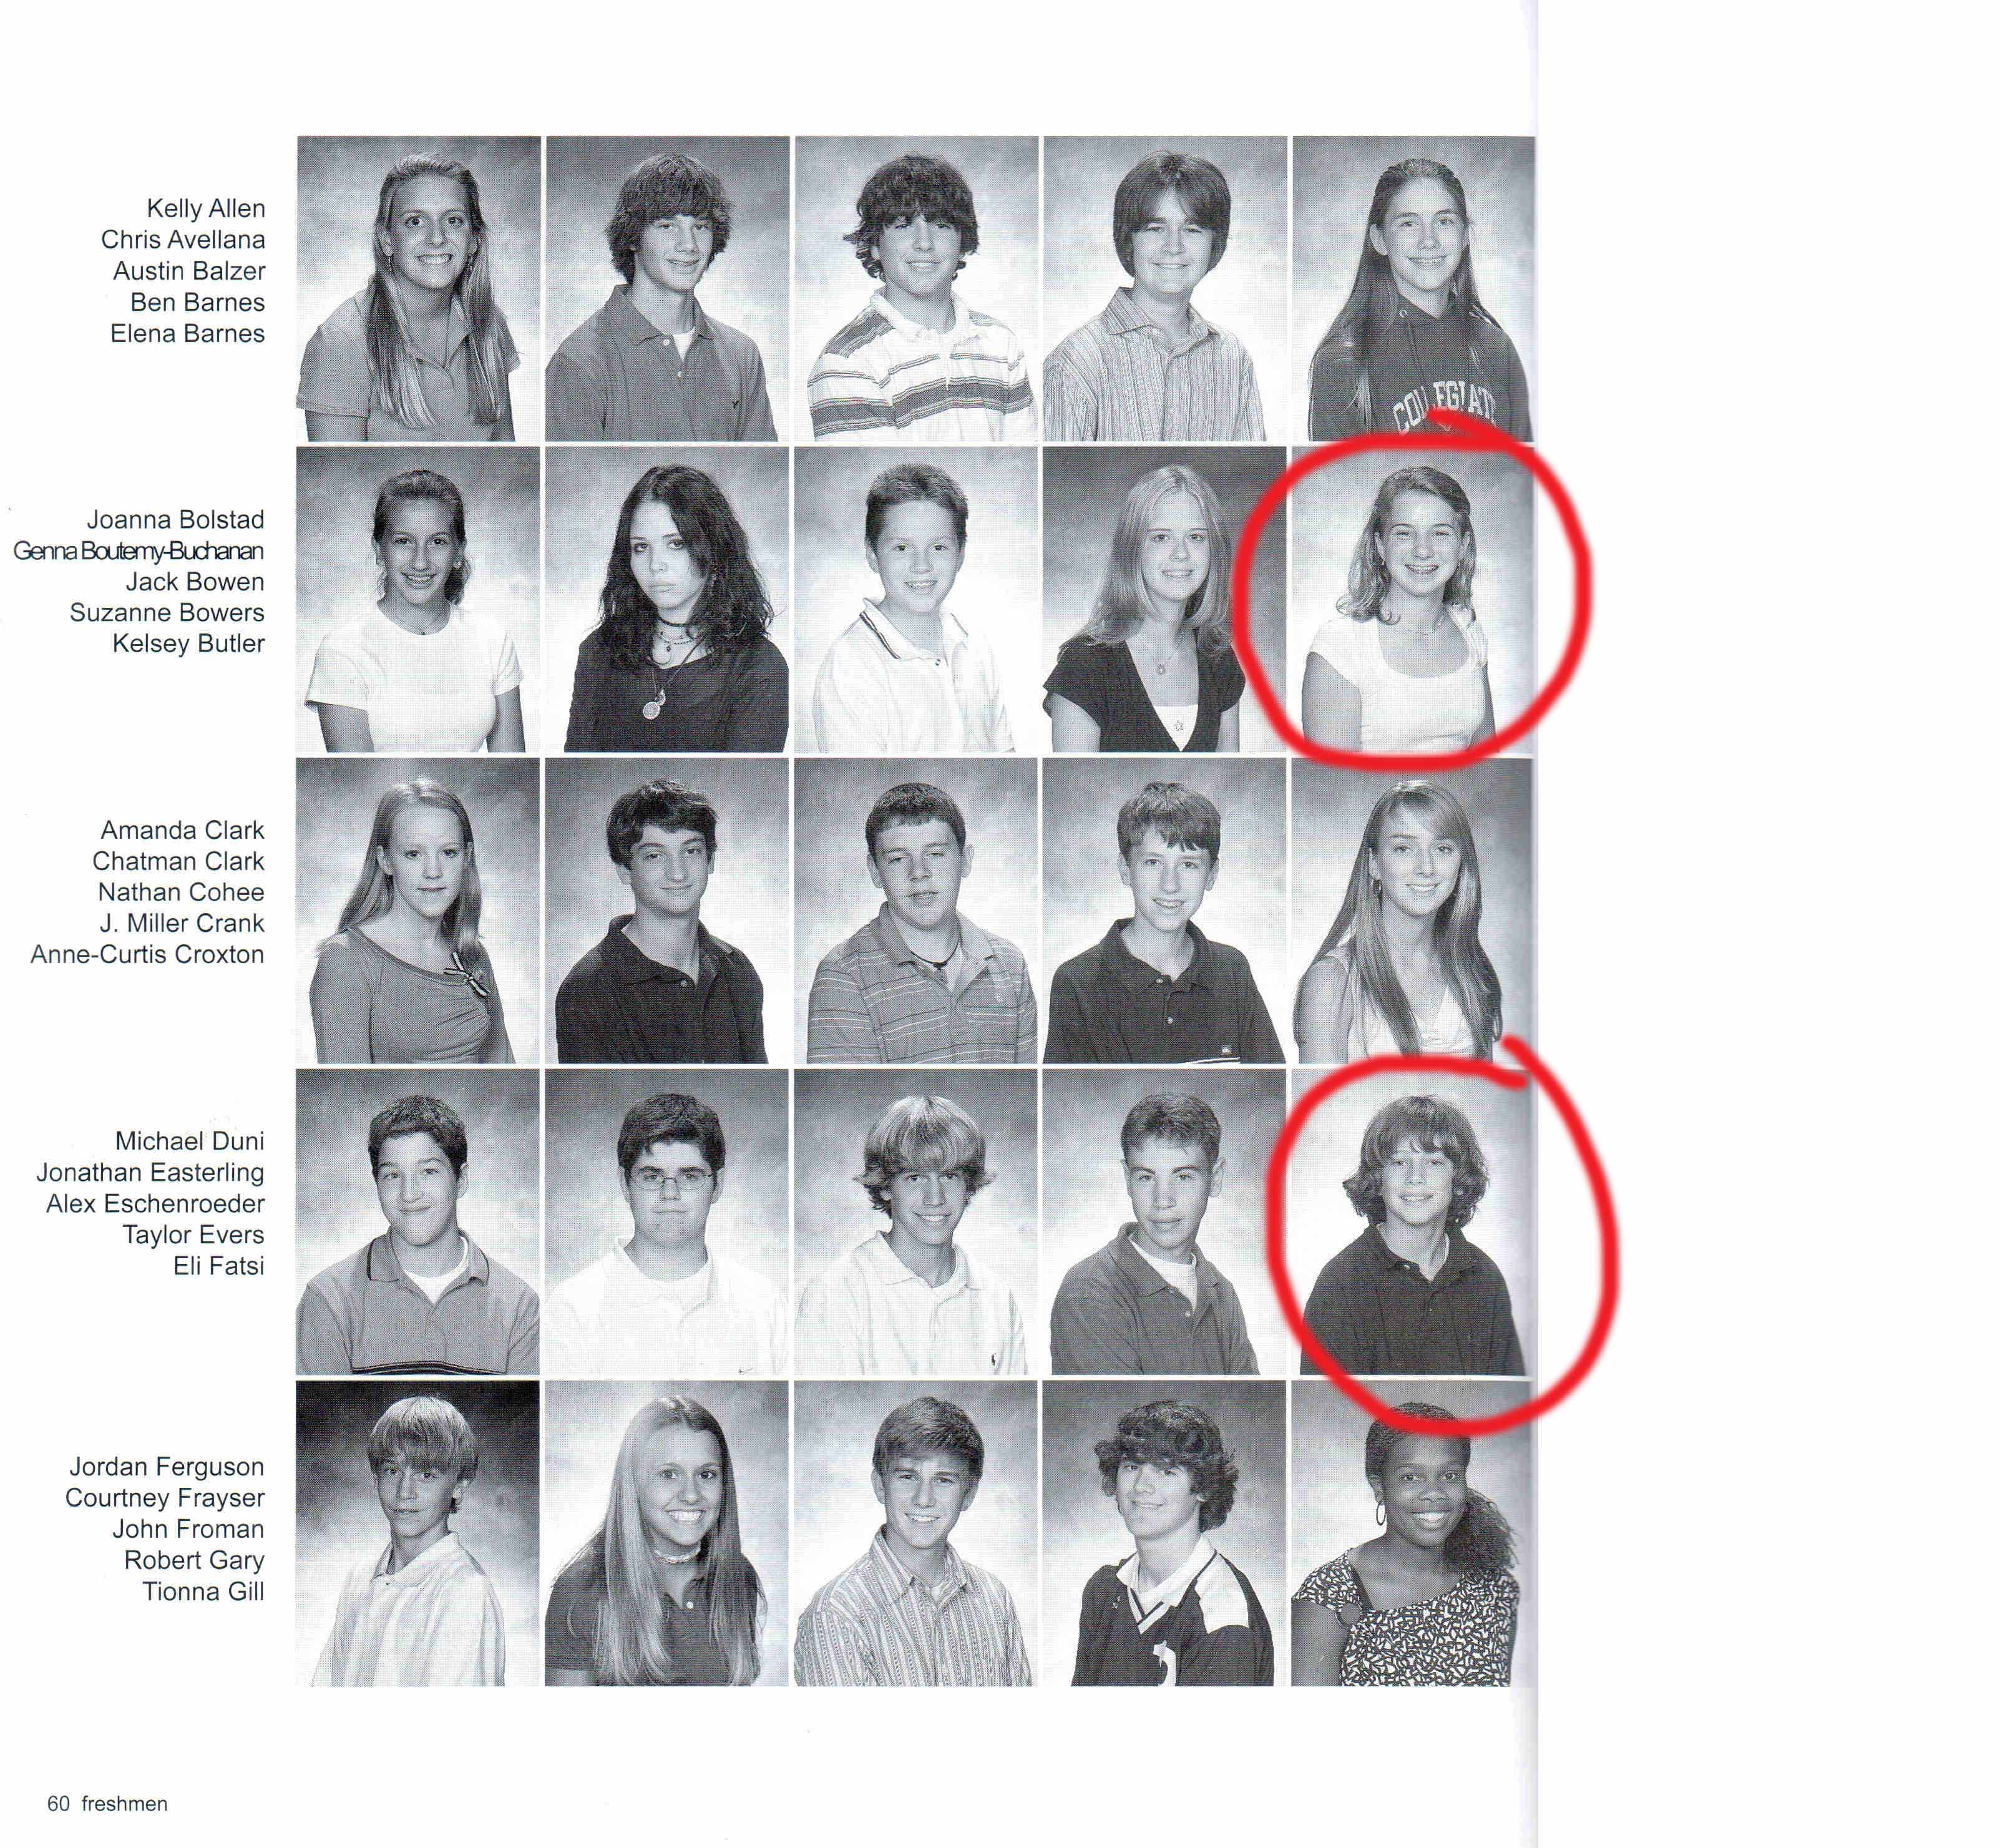 Kelly Allen
Chris Avellana
Austin Balzer
Ben Barnes
Elena Barnes
COLLEGIAT
Joanna Bolstad
Genna Boutemy-Buchanan
Jack Bowen
Suzanne Bowers
Kelsey Butler
Amanda Clark
Chatman Clark
Nathan Cohee
J. Miller Crank
Anne-Curtis Croxton
Michael Duni
Jonathan Easterling
Alex Eschenroeder
Taylor Evers
Eli Fatsi
Jordan Ferguson
Courtney Frayser
John Froman
Robert Gary
Tionna Gill
60 freshmen